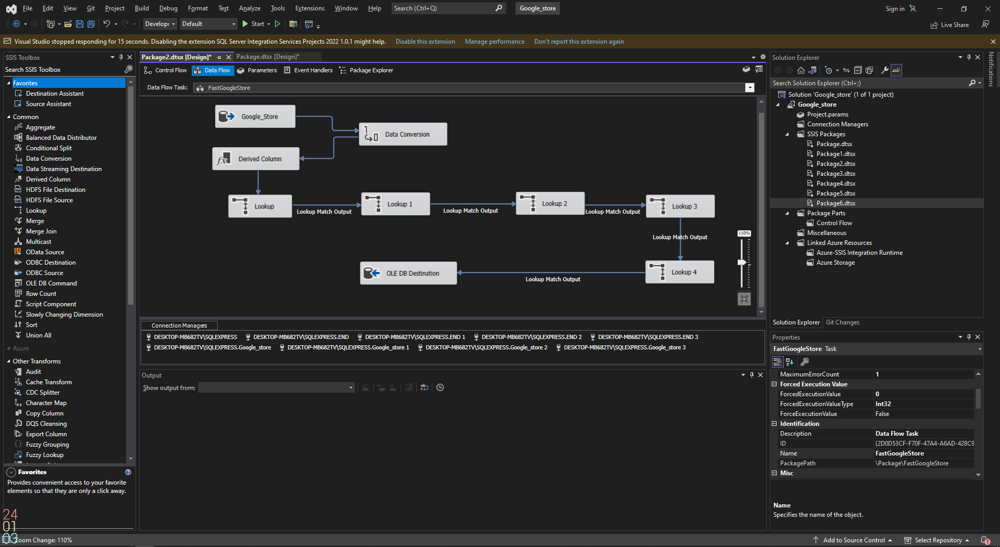 File Edit View Git Project Build Debug Format Test Analyze Tools Extensions Window Help Search (Ctrl+Q) Google_store Sign in
Developı Default Start Live Share
Visual Studio stopped responding for 15 seconds. Disabling the extension SQL Server Integration Services Projects 2022 1.0.1 might help. Disable this extension Manage performance Don't report this extension again
SSIS Toolbox
Search SSIS Toolbox
Favorites
Destination Assistant
Source Assistant
Common
Aggregate
Balanced Data Distributor
Conditional Split
Data Conversion
Data Streaming Destination
Derived Column
HDFS File Destination
HDFS File Source
Lookup
Merge
Merge Join
Multicast
OData Source
ODBC Destination
ODBC Source
OLE DB Command
Row Count
Script Component
Slowly Changing Dimension
Sort
Union All
Azure
Other Transforms
Audit
Cache Transform
CDC Splitter
Character Map
Copy Column
DQS Cleansing
Export Column
Fuzzy Grouping
Fuzzy Lookup
Favorites
Provides convenient access to your favorite
elements so that they are only a click away.
24
01
03
Package2.dtsx [Design]* Package.dtsx [Design]*
Control Flow Data Flow Parameters Event Handlers Package Explorer
Data Flow Task: FastGoogleStore
Google_Store
Data Conversion
Derived Column
Lookup
Lookup Match Output
Lookup 1
Lookup Match Output
Lookup 2
Lookup Match Output
Lookup 3
Lookup Match Output
110%
Lookup 4
Lookup Match Output
OLE DB Destination
Connection Managers
DESKTOP-MB682TV\SQLEXPRESS DESKTOP-MB682TV\SQLEXPRESS.END DESKTOP-MB682TV\SQLEXPRESS.END 1 DESKTOP-MB682TV\SQLEXPRESS.END 2 DESKTOP-MB682TV\SQLEXPRESS.END 3
DESKTOP-MB682TV\SQLEXPRESS.Google_store DESKTOP-MB682TV\SQLEXPRESS.Google_store 1 DESKTOP-MB682TV\SQLEXPRESS.Google_store 2 DESKTOP-MB682TV\SQLEXPRESS.Google_store 3
Output
Show output from:
Solution Explorer
Search Solution Explorer (Ctrl+;)
Solution 'Google_store' (1 of 1 project)
Google_store
Project.params
Connection Managers
SSIS Packages
Package.dtsx
Package1.dtsx
Package2.dtsx
Package3.dtsx
Package4.dtsx
Package5.dtsx
Package6.dtsx
Package Parts
Control Flow
Miscellaneous
Linked Azure Resources
Azure-SSIS Integration Runtime
Azure Storage
Solution Explorer Git Changes
Properties
FastGoogleStore Task
MaximumErrorCount 1
Forced Execution Value
ForcedExecutionValue 0
ForcedExecutionValueType Int32
ForceExecutionValue False
Identification
Description Data Flow Task
ID {2D0D53CF-F70F-47A4-A6AD-428C9
Name FastGoogleStore
PackagePath \Package\FastGoogleStore
Misc
Name
Specifies the name of the object.
Notifications
Zoom Change: 110% Add to Source Control Select Repository 1